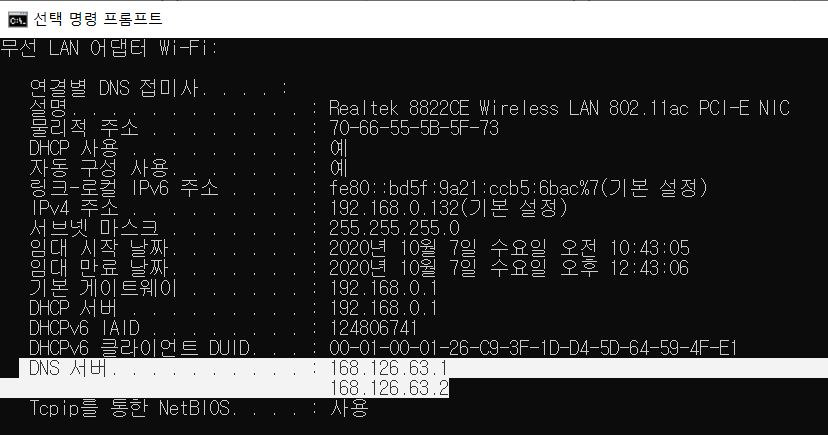 선택 명령 프롬프트
무선 LAN 어댑터 Wi-Fi:
연결별 DNS 접미사. . . . :
설명. . . . . . . . . . . . : Realtek 8822CE Wireless LAN 802.11ac PCI-E NIC
물리적 주소 . . . . . . . . : 70-66-55-5B-5F-73
DHCP 사용 . . . . . . . . . : 예
자동 구성 사용. . . . . . . : 예
링크-로컬 IPv6 주소 . . . . : fe80::bd5f:9a21:ccb5:6bac%7(기본 설정)
IPv4 주소 . . . . . . . . . : 192.168.0.132(기본 설정)
서브넷 마스크 . . . . . . . : 255.255.255.0
임대 시작 날짜 . . . . . . : 2020년 10월 7일 수요일 오전 10:43:05
임대 만료 날짜. . . . . . . : 2020년 10월 7일 수요일 오후 12:43:06
기본 게이트웨이 . . . . . . : 192.168.0.1
DHCP 서버 . . . . . . . . . : 192.168.0.1
DHCPv6 IAID . . . . . . . . : 124806741
DHCPv6 클라이언트 DUID. . . : 00-01-00-01-26-C9-3F-1D-D4-5D-64-59-4F-E1
DNS 서버. . . . . . . . . . : 168.126.63.1
168.126.63.2
Tcpip를 통한 NetBIOS. . . . : 사용